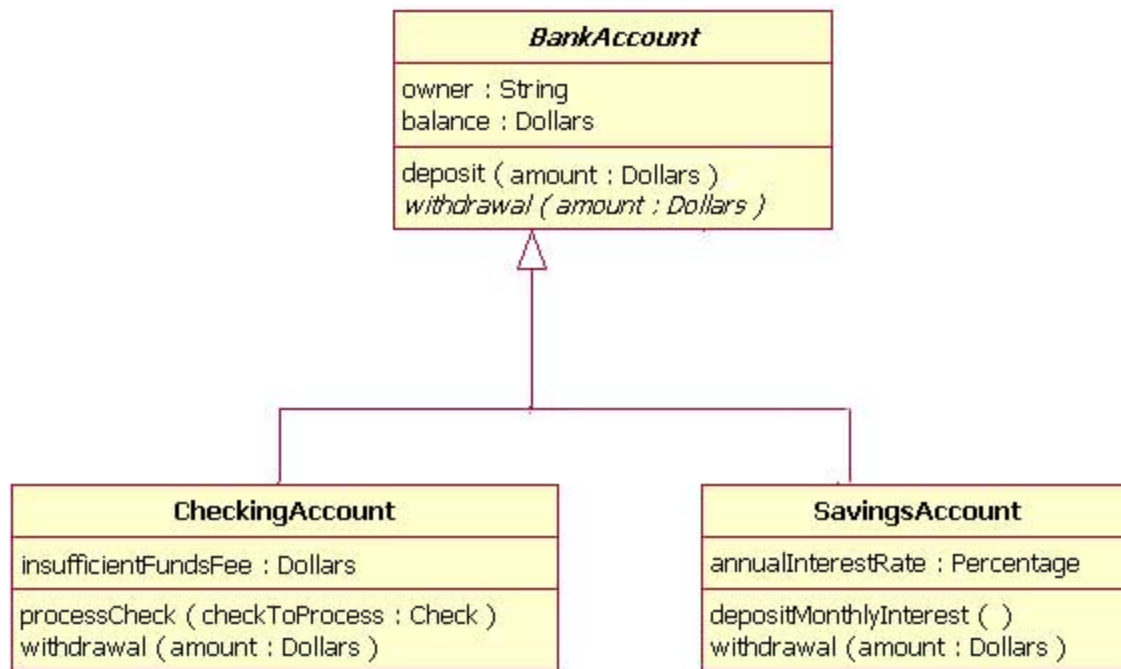 BankAccount
owner : String
balance : Dollars
deposit ( amount : Dollars )
withdrawal ( amount : Dollars )
CheckingAccount
insufficientFundsFee : Dollars
processCheck ( checkToProcess : Check )
withdrawal ( amount : Dollars )
SavingsAccount
annualInterestRate : Percentage
depositMonthlyInterest ( )
withdrawal ( amount : Dollars )